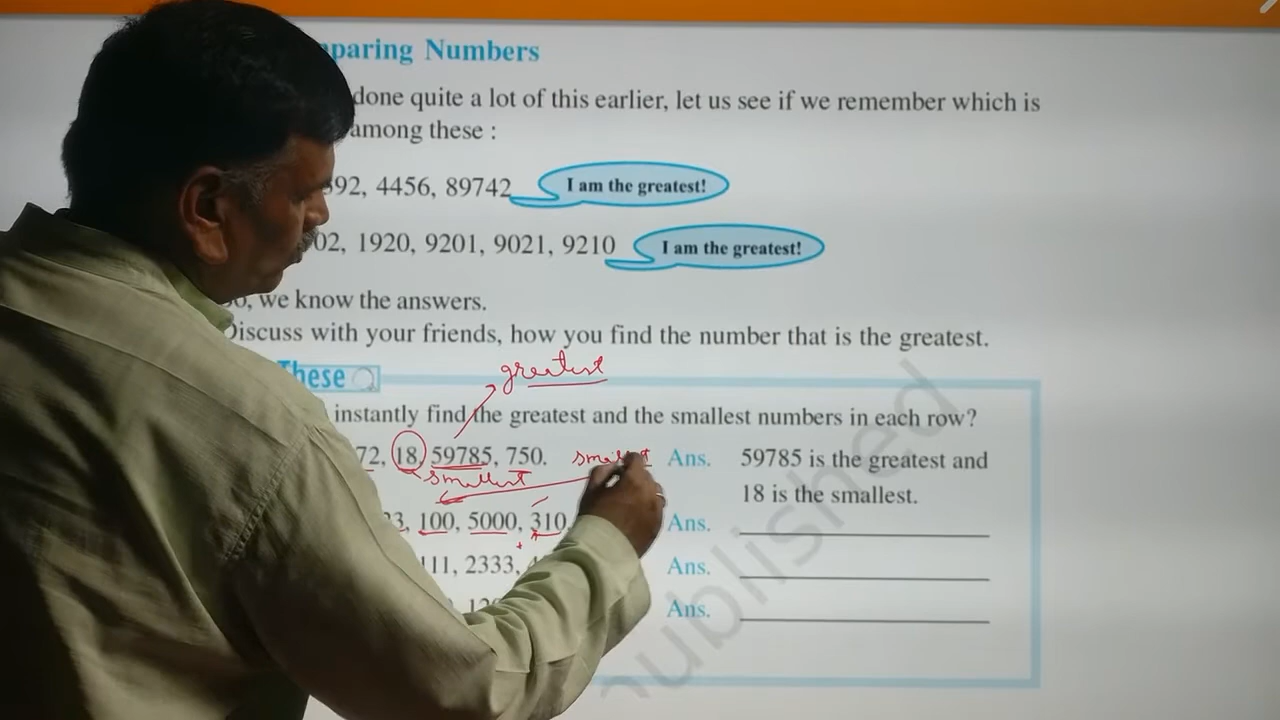 paring Numbers
done quite a lot of this earlier, let us see if we remember which is
among these :
392, 4456, 89742 I am the greatest!
02, 1920, 9201, 9021, 9210 I am the greatest!
we know the answers.
Discuss with your friends, how you find the number that is the greatest.
greatest
These
instantly find the greatest and the smallest numbers in each row?
72, 18, 59785, 750. smallest Ans. 59785 is the greatest and
smallest 18 is the smallest.
3, 100, 5000, 310 Ans.
111, 2333, Ans.
Ans.
published